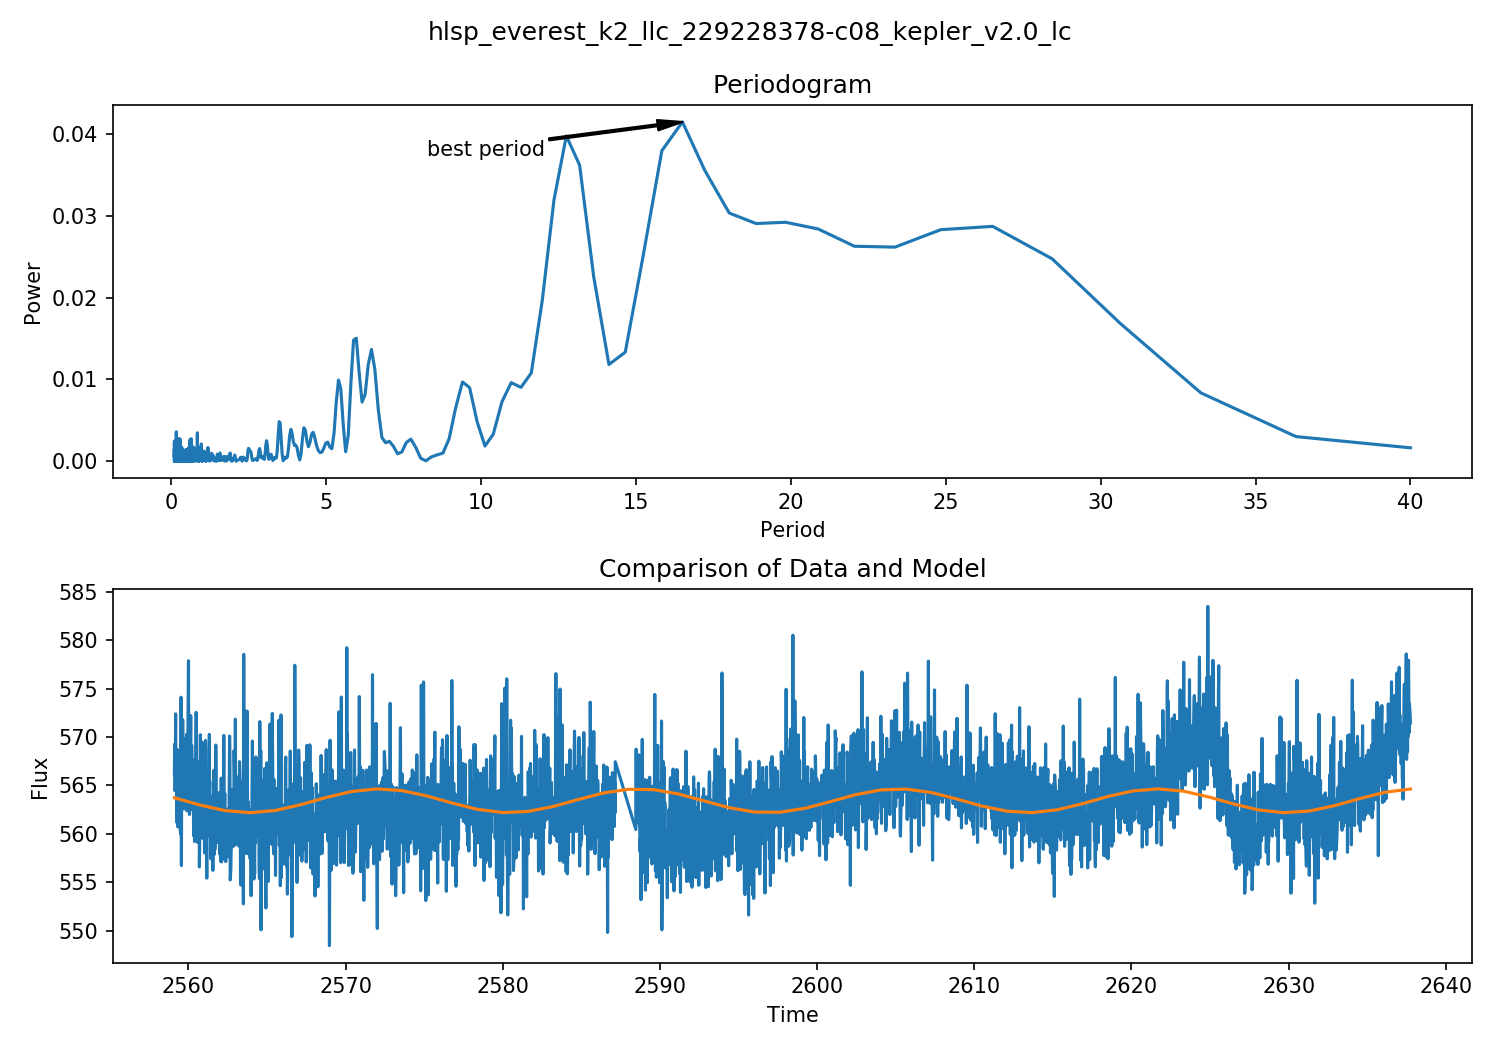 hlsp_everest_k2_llc_229228378-c08_kepler_v2.0_lc
Periodogram
0.04
0.03
0.02
0.01
0.00
Power
best period
0 5 10 15 20 25 30 35 40
Period
Comparison of Data and Model
585
580
575
570
565
560
555
550
Flux
2560 2570 2580 2590 2600 2610 2620 2630 2640
Time